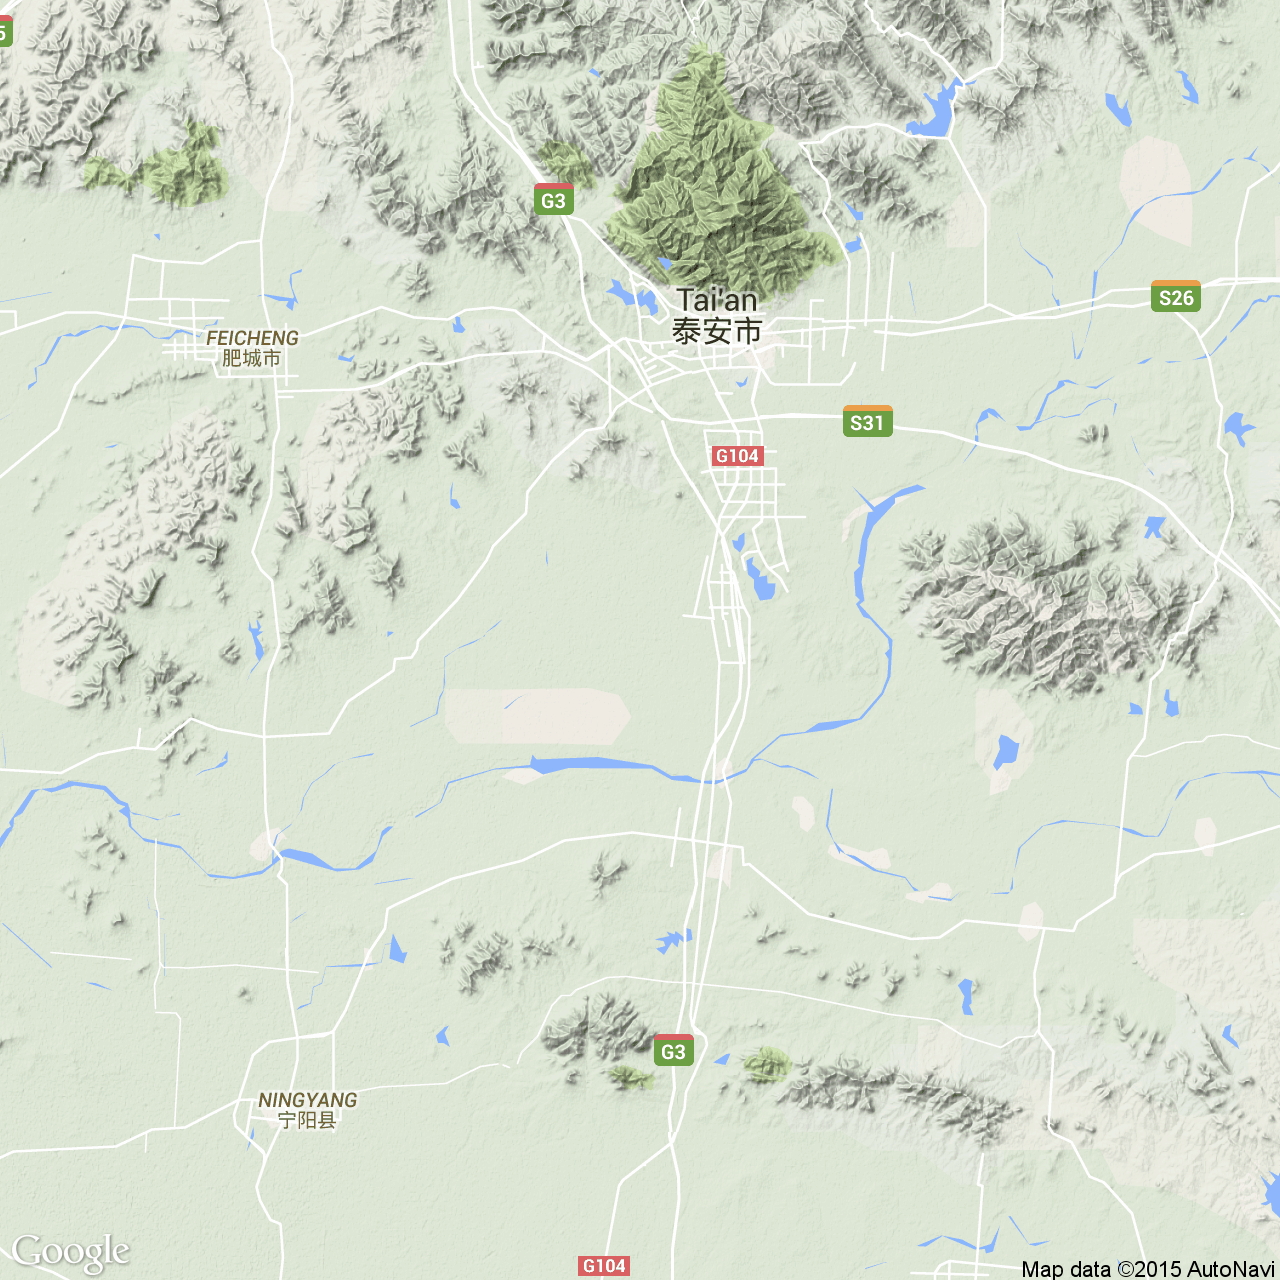 5
G3
Tai'an
泰安市
S26
FEICHENG
肥城市
S31
G104
G3
NINGYANG
宁阳县
Google
G104
Map data ©2015 AutoNavi